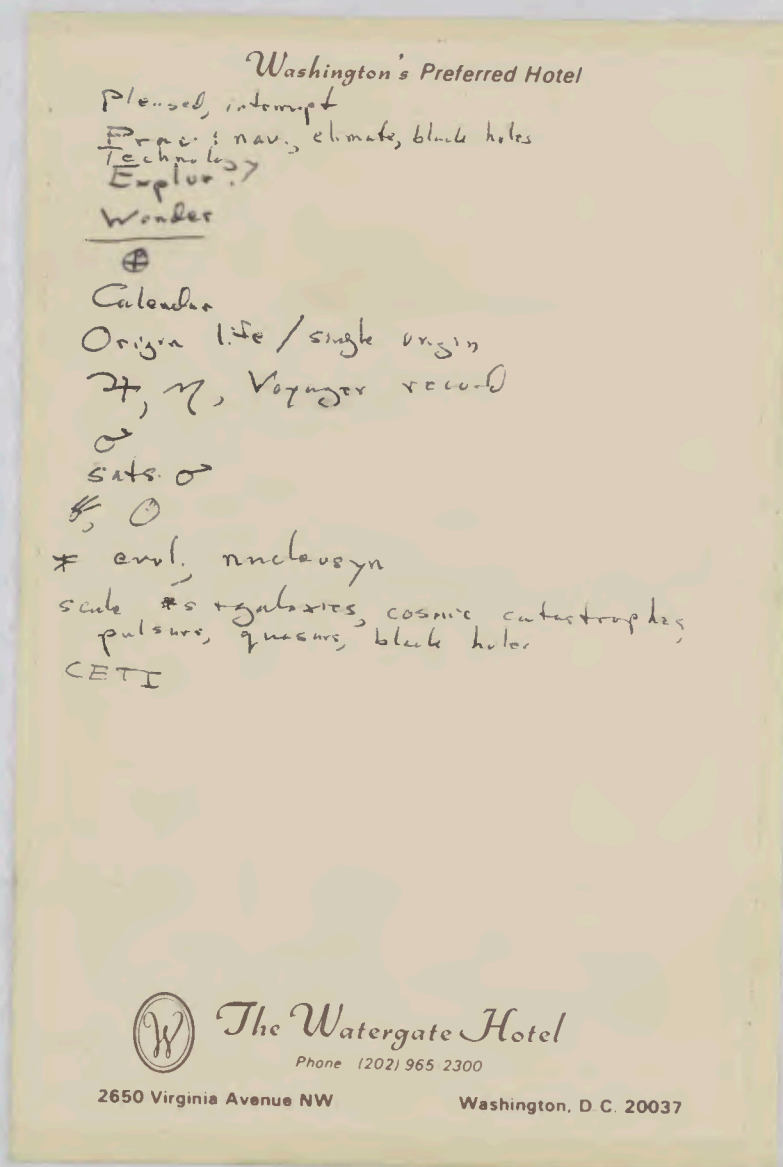 Washington's Preferred Hotel
Pleased, interrupt
Prac: nav., climate, black holes
Technolo
Explor??
Wonder
⊕
Calendar
Origin life / single origin
♃, ♄, Voyager record
♂
sats. ♂
* evol., nucleosyn
scale *s + galaxies, cosmic catastrophes,
pulsars, quasars, black holes
CETI
W
The Watergate Hotel
Phone (202) 965-2300
2650 Virginia Avenue NW Washington, D.C. 20037